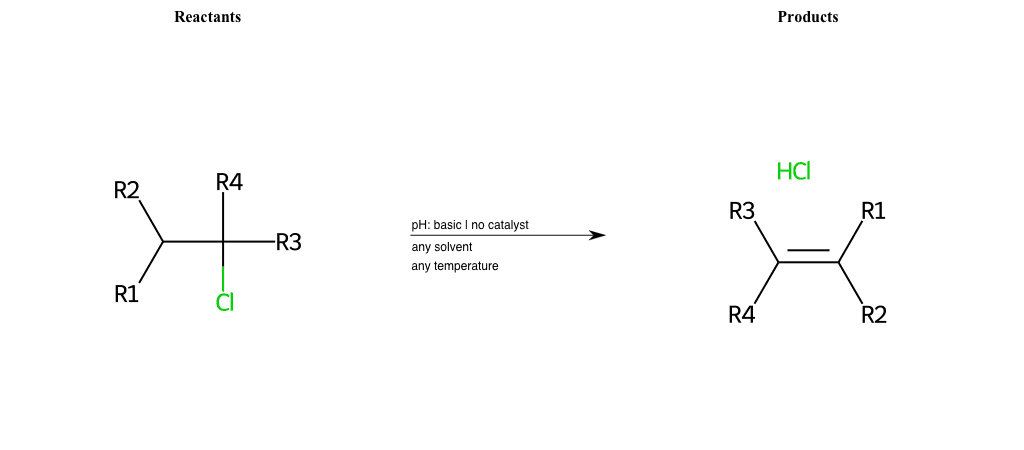 Reactants
Products
R2
R4
R3
R1
Cl
pH: basic | no catalyst
any solvent
any temperature
HCl
R3
R1
R4
R2